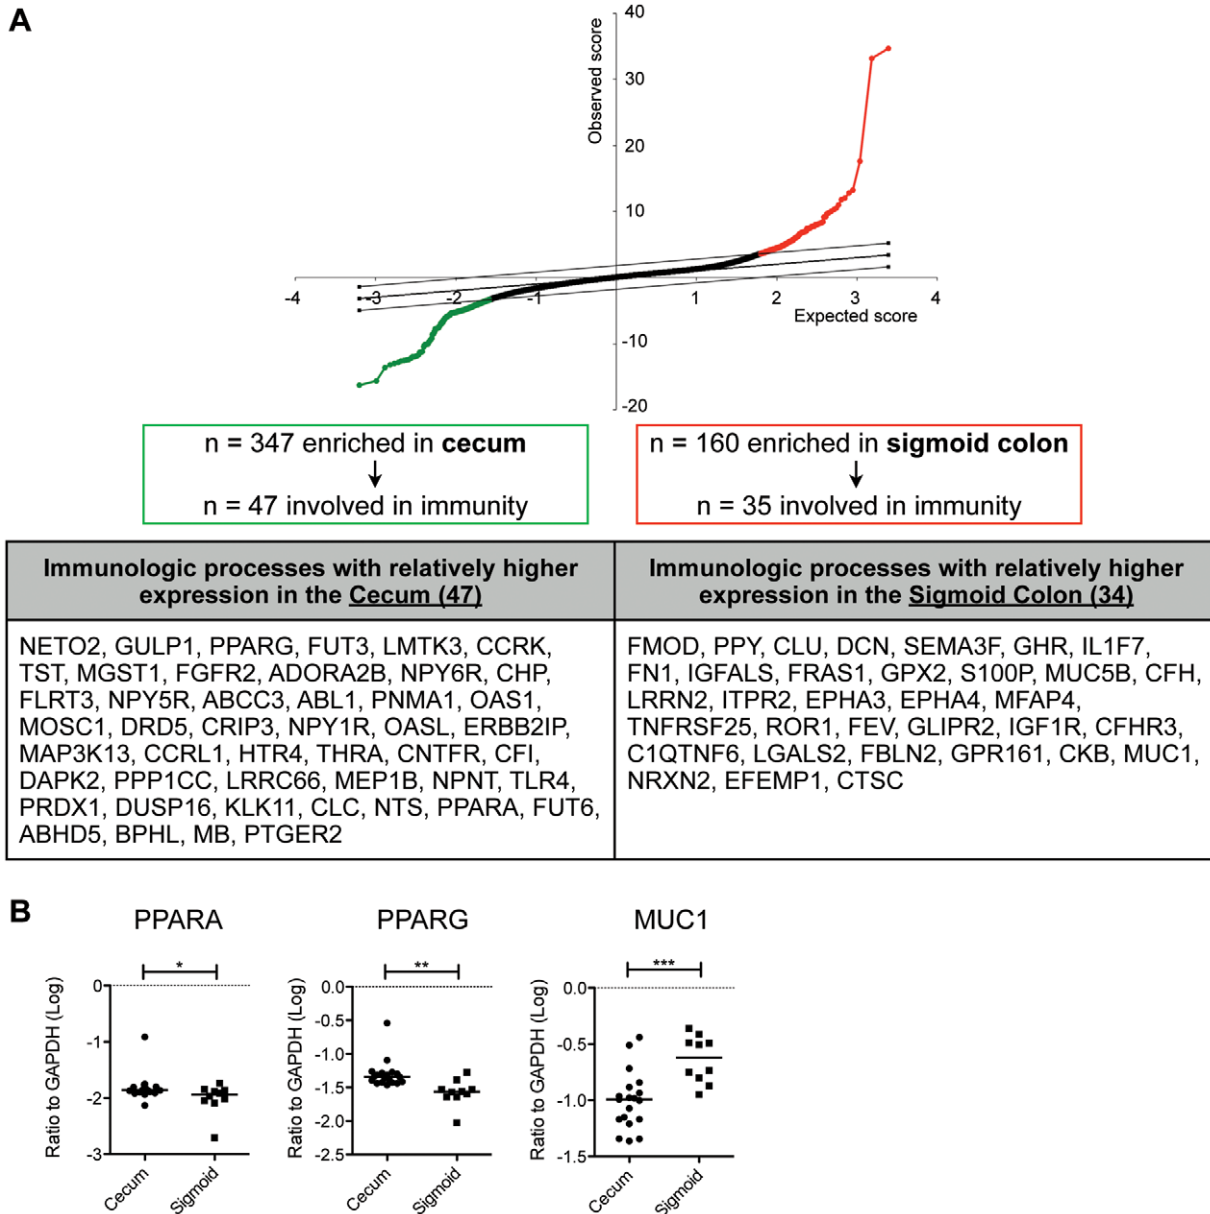 A
Observed score
40
30
20
10
-4
-3
-2
-1
1
2
3
4
Expected score
-10
-20
n = 347 enriched in cecum
n = 47 involved in immunity
n = 160 enriched in sigmoid colon
n = 35 involved in immunity
Immunologic processes with relatively higher
expression in the Cecum (47)
Immunologic processes with relatively higher
expression in the Sigmoid Colon (34)
NETO2, GULP1, PPARG, FUT3, LMTK3, CCRK,
TST, MGST1, FGFR2, ADORA2B, NPY6R, CHP,
FLRT3, NPY5R, ABCC3, ABL1, PNMA1, OAS1,
MOSC1, DRD5, CRIP3, NPY1R, OASL, ERBB2IP,
MAP3K13, CCRL1, HTR4, THRA, CNTFR, CFI,
DAPK2, PPP1CC, LRRC66, MEP1B, NPNT, TLR4,
PRDX1, DUSP16, KLK11, CLC, NTS, PPARA, FUT6,
ABHD5, BPHL, MB, PTGER2
FMOD, PPY, CLU, DCN, SEMA3F, GHR, IL1F7,
FN1, IGFALS, FRAS1, GPX2, S100P, MUC5B, CFH,
LRRN2, ITPR2, EPHA3, EPHA4, MFAP4,
TNFRSF25, ROR1, FEV, GLIPR2, IGF1R, CFHR3,
C1QTNF6, LGALS2, FBLN2, GPR161, CKB, MUC1,
NRXN2, EFEMP1, CTSC
B
PPARA
*
Ratio to GAPDH (Log)
0
-1
-2
-3
Cecum
Sigmoid
PPARG
**
Ratio to GAPDH (Log)
0.0
-0.5
-1.0
-1.5
-2.0
-2.5
Cecum
Sigmoid
MUC1
***
Ratio to GAPDH (Log)
0.0
-0.5
-1.0
-1.5
Cecum
Sigmoid